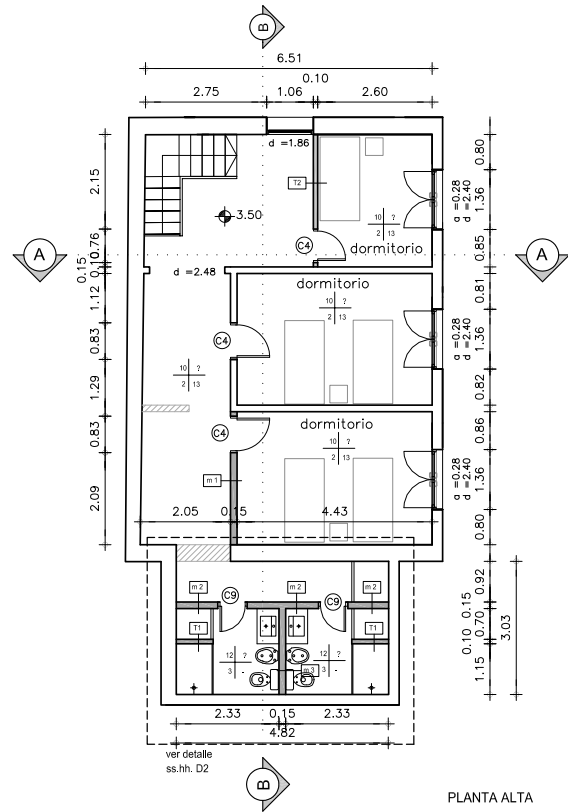 B
6.51
0.10
2.75 1.06 2.60
d =1.86
T2
3.50
10 ?
2 13
C4
dormitorio
A
A
d =2.48
2.15
0.76
0.10
0.15
1.12
0.83
1.29
0.83
2.09
0.80
1.36
0.85
0.81
1.36
0.82
0.86
1.36
0.80
d =0.28
d =2.40
d =0.28
d =2.40
d =0.28
d =2.40
dormitorio
10 ?
2 13
C4
10 ?
2 13
C4
dormitorio
10 ?
2 13
m 1
2.05 0.15 4.43
m 2 C9 m 2 C9 m 2
T1 T1
12 ?
3 -
12 ?
3 -
m 3
0.92
0.15
0.70
0.10
1.15
3.03
2.33 0.15 2.33
4.82
ver detalle
ss.hh. D2
B
PLANTA ALTA